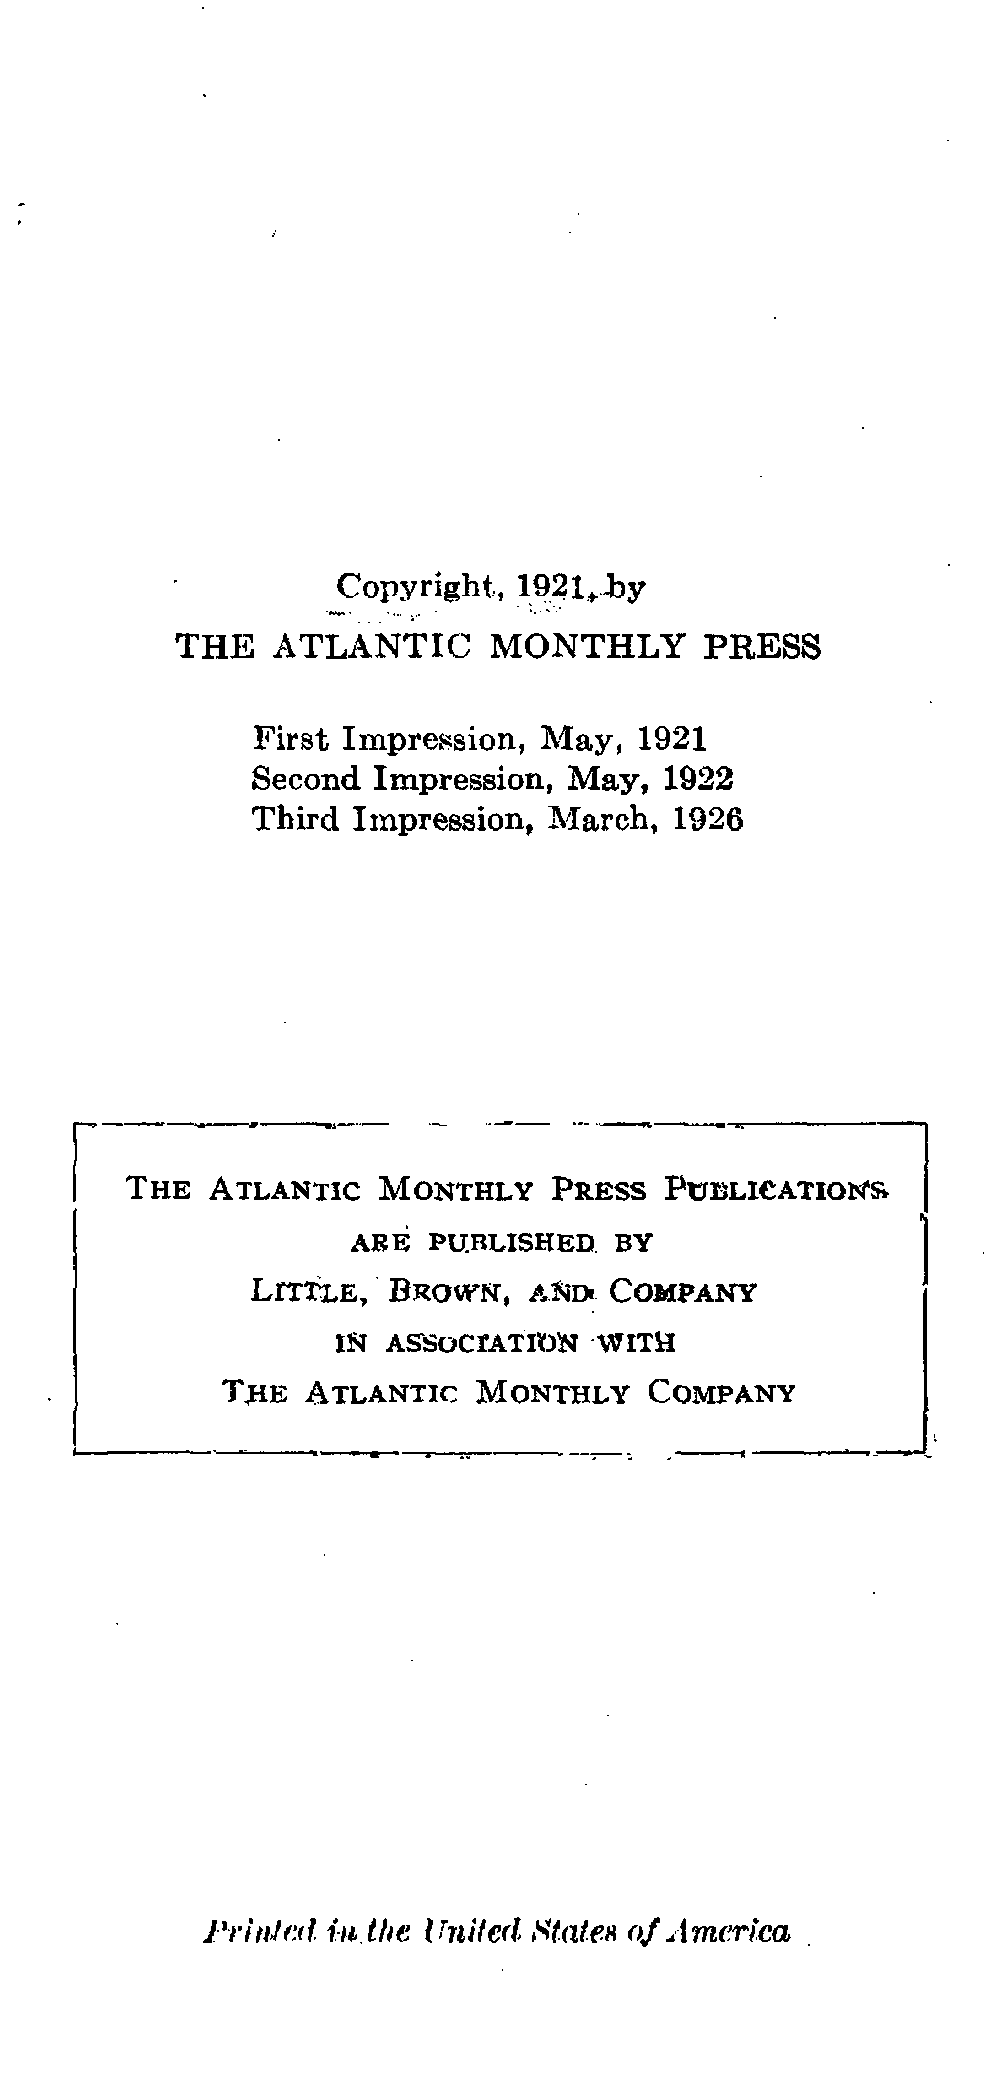 Copyright, 1921, by
THE ATLANTIC MONTHLY PRESS
First Impression, May, 1921
Second Impression, May, 1922
Third Impression, March, 1926
THE ATLANTIC MONTHLY PRESS PUBLICATIONS
ARE PUBLISHED BY
LITTLE, BROWN, AND COMPANY
IN ASSOCIATION WITH
THE ATLANTIC MONTHLY COMPANY
Printed in the United States of America